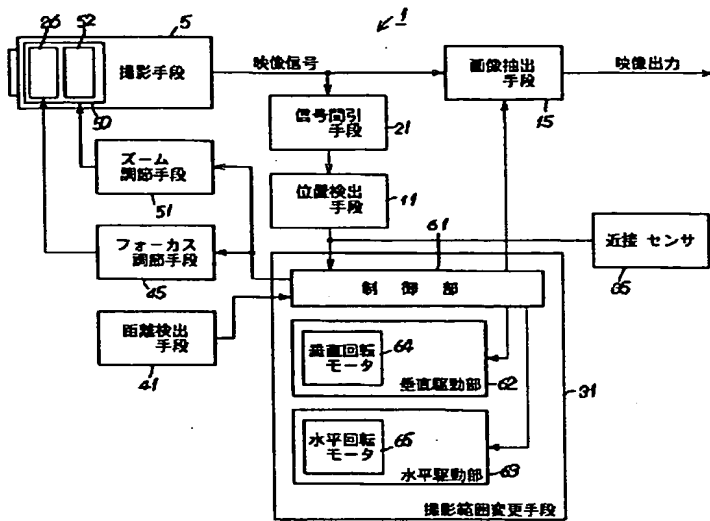 1
26
52
5
撮影手段
50
映像信号
画像抽出
手段
15
映像出力
信号間引
手段
21
ズーム
調節手段
51
位置検出
手段
11
61
近接センサ
66
フォーカス
調節手段
45
制御部
距離検出
手段
41
垂直回転
モータ
64
垂直駆動部
62
31
水平回転
モータ
65
水平駆動部
63
撮影範囲変更手段